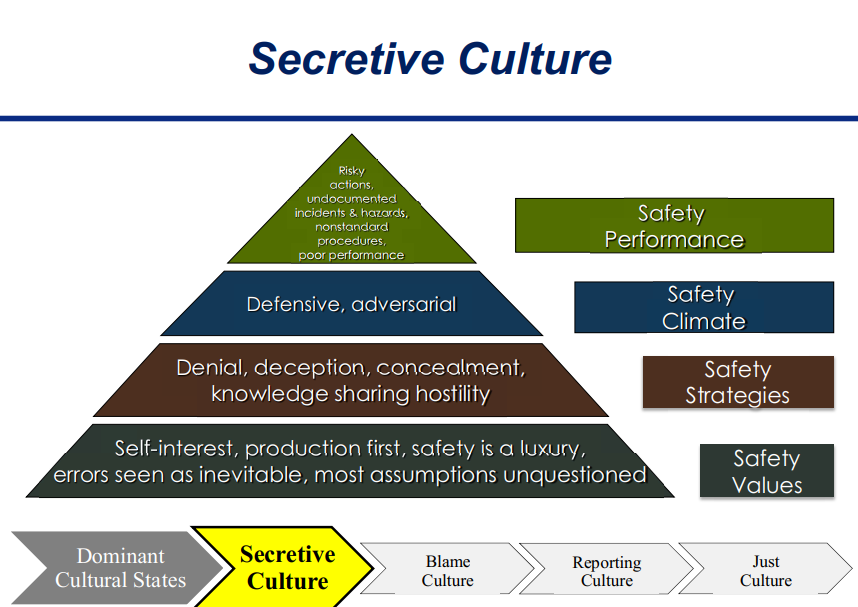 Secretive Culture
Risky
actions,
undocumented
incidents & hazards,
nonstandard
procedures,
poor performance
Safety
Performance
Defensive, adversarial
Safety
Climate
Denial, deception, concealment,
knowledge sharing hostility
Safety
Strategies
Self-interest, production first, safety is a luxury,
errors seen as inevitable, most assumptions unquestioned
Safety
Values
Dominant
Cultural States
Secretive
Culture
Blame
Culture
Reporting
Culture
Just
Culture